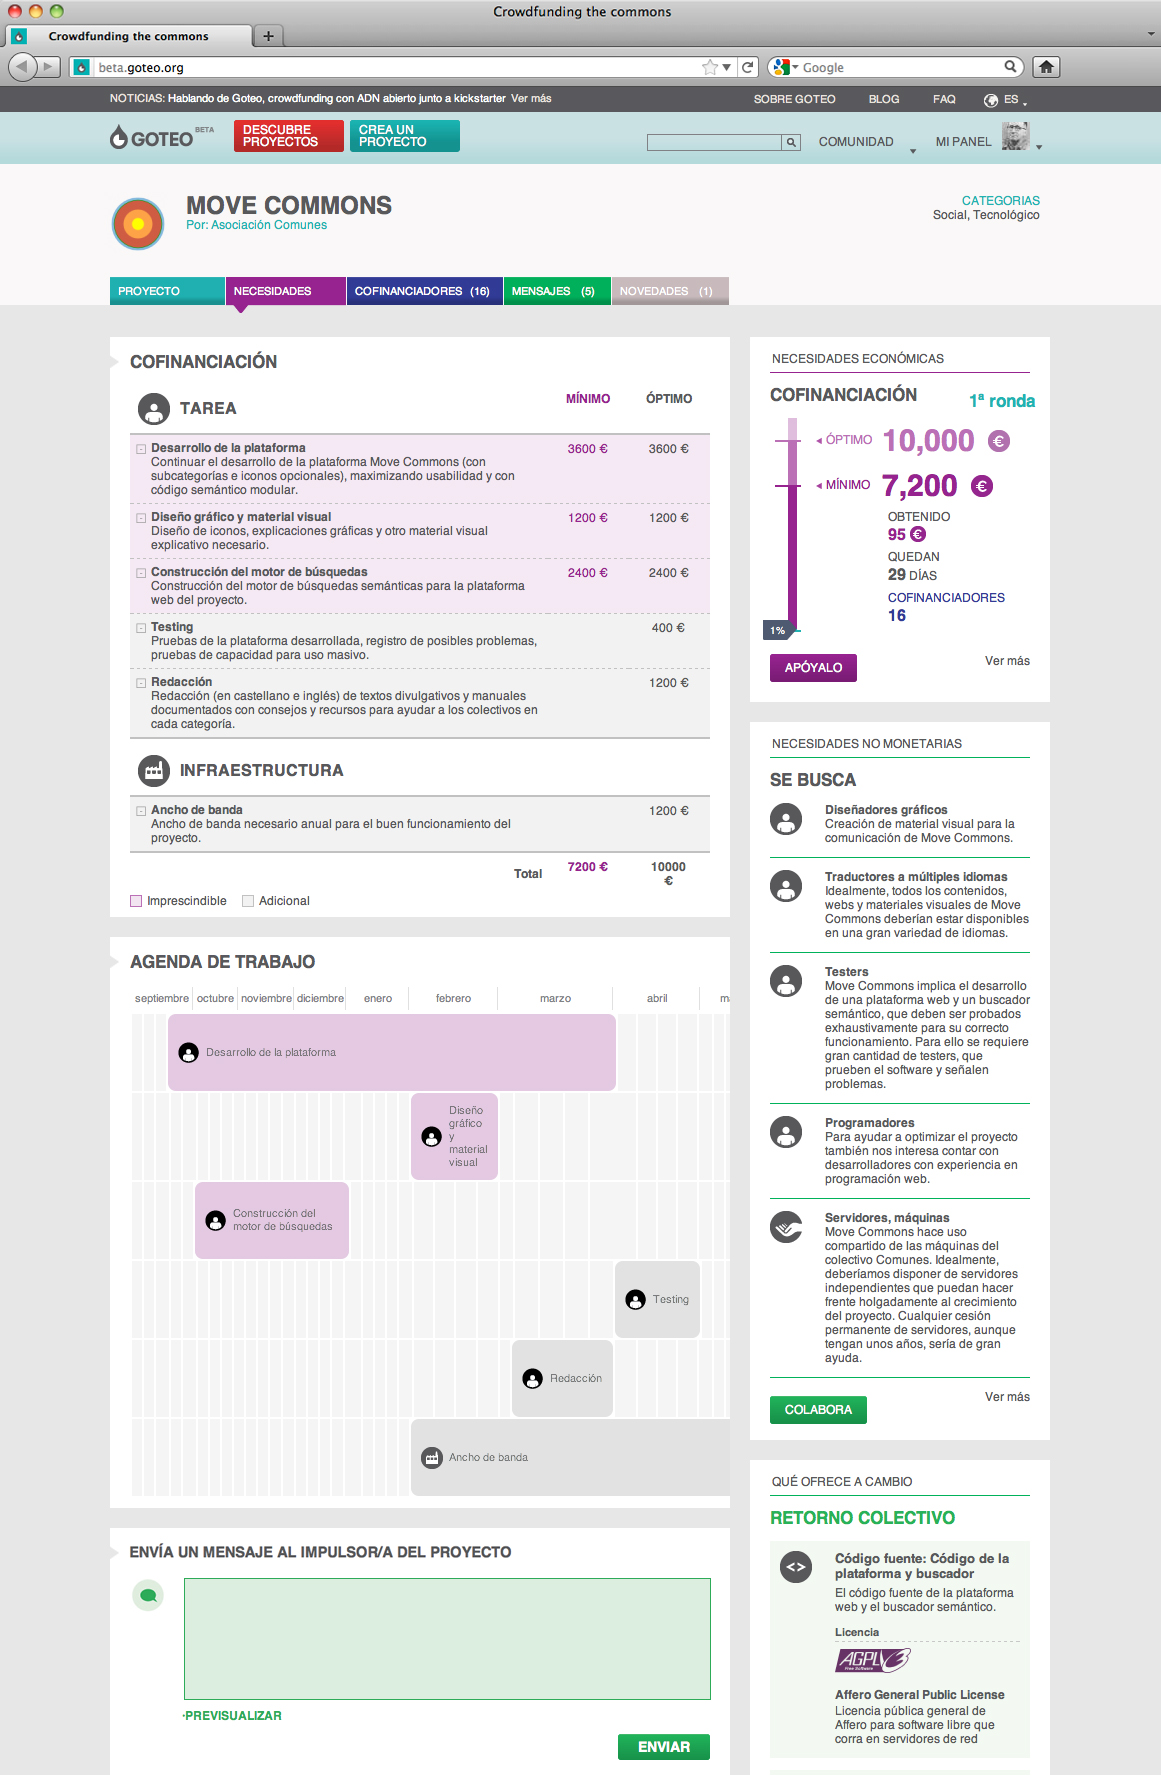 Crowdfunding the commons
Crowdfunding the commons
beta.goteo.org
Google
NOTICIAS: Hablando de Goteo, crowdfunding con ADN abierto junto a kickstarter Ver más
SOBRE GOTEO BLOG FAQ ES
GOTEO BETA
DESCUBRE
PROYECTOS
CREA UN
PROYECTO
COMUNIDAD
MI PANEL
MOVE COMMONS
Por: Asociación Comunes
CATEGORIAS
Social, Tecnológico
PROYECTO
NECESIDADES
COFINANCIADORES (16)
MENSAJES (5)
NOVEDADES (1)
COFINANCIACIÓN
TAREA MÍNIMO ÓPTIMO
Desarrollo de la plataforma 3600 € 3600 €
Continuar el desarrollo de la plataforma Move Commons (con
subcategorías e iconos opcionales), maximizando usabilidad y con
código semántico modular.
Diseño gráfico y material visual 1200 € 1200 €
Diseño de iconos, explicaciones gráficas y otro material visual
explicativo necesario.
Construcción del motor de búsquedas 2400 € 2400 €
Construcción del motor de búsquedas semánticas para la plataforma
web del proyecto.
Testing 400 €
Pruebas de la plataforma desarrollada, registro de posibles problemas,
pruebas de capacidad para uso masivo.
Redacción 1200 €
Redacción (en castellano e inglés) de textos divulgativos y manuales
documentados con consejos y recursos para ayudar a los colectivos en
cada categoría.
INFRAESTRUCTURA
Ancho de banda 1200 €
Ancho de banda necesario anual para el buen funcionamiento del
proyecto.
Total 7200 € 10000
€
Imprescindible Adicional
AGENDA DE TRABAJO
septiembre octubre noviembre diciembre enero febrero marzo abril m
Desarrollo de la plataforma
Diseño
gráfico
y
material
visual
Construcción del
motor de búsquedas
Testing
Redacción
Ancho de banda
ENVÍA UN MENSAJE AL IMPULSOR/A DEL PROYECTO
·PREVISUALIZAR
ENVIAR
NECESIDADES ECONÓMICAS
COFINANCIACIÓN
1ª ronda
ÓPTIMO 10,000 €
MÍNIMO 7,200 €
OBTENIDO
95 €
QUEDAN
29 DÍAS
COFINANCIADORES
16
1%
APÓYALO
Ver más
NECESIDADES NO MONETARIAS
SE BUSCA
Diseñadores gráficos
Creación de material visual para la
comunicación de Move Commons.
Traductores a múltiples idiomas
Idealmente, todos los contenidos,
webs y materiales visuales de Move
Commons deberían estar disponibles
en una gran variedad de idiomas.
Testers
Move Commons implica el desarrollo
de una plataforma web y un buscador
semántico, que deben ser probados
exhaustivamente para su correcto
funcionamiento. Para ello se requiere
gran cantidad de testers, que
prueben el software y señalen
problemas.
Programadores
Para ayudar a optimizar el proyecto
también nos interesa contar con
desarrolladores con experiencia en
programación web.
Servidores, máquinas
Move Commons hace uso
compartido de las máquinas del
colectivo Comunes. Idealmente,
deberíamos disponer de servidores
independientes que puedan hacer
frente holgadamente al crecimiento
del proyecto. Cualquier cesión
permanente de servidores, aunque
tengan unos años, sería de gran
ayuda.
COLABORA
Ver más
QUÉ OFRECE A CAMBIO
RETORNO COLECTIVO
Código fuente: Código de la
plataforma y buscador
El código fuente de la plataforma
web y el buscador semántico.
Licencia
AGPLv3
Free Software
Affero General Public License
Licencia pública general de
Affero para software libre que
corra en servidores de red